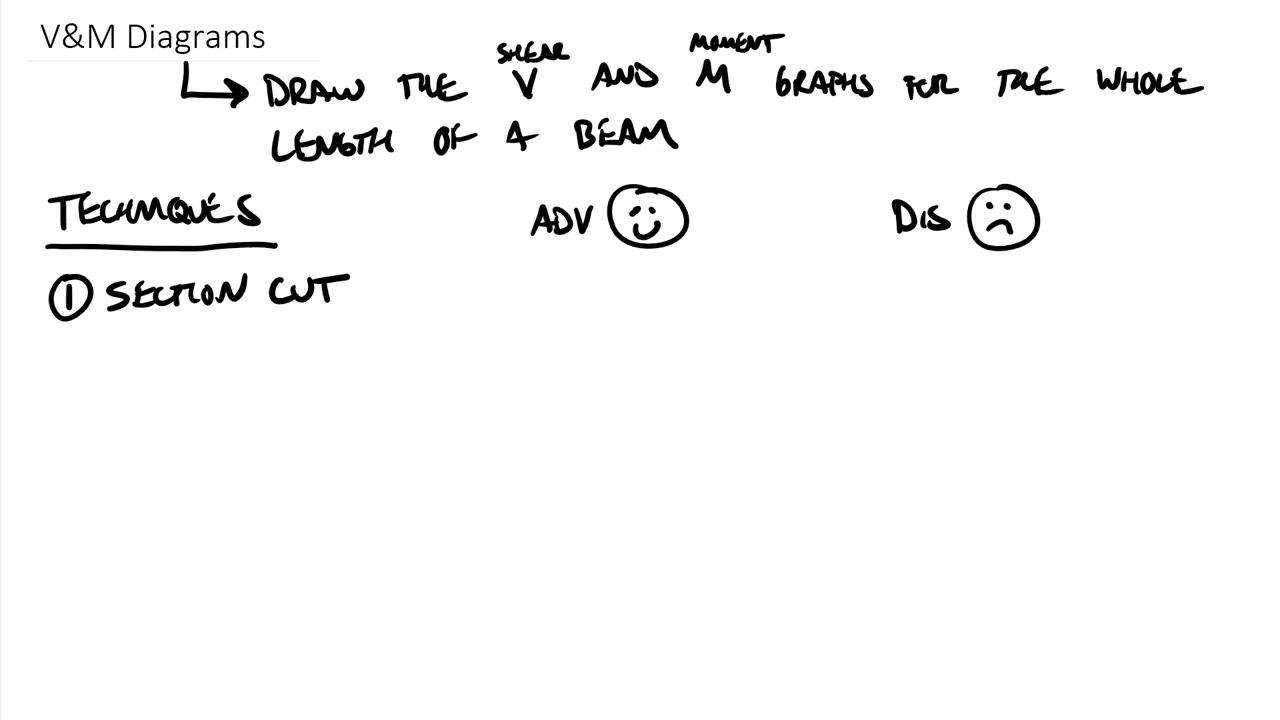 V&M Diagrams
SHEAR MOMENT
DRAW THE V AND M GRAPHS FOR THE WHOLE
LENGTH OF A BEAM
TECHNIQUES ADV DIS
① SECTION CUT